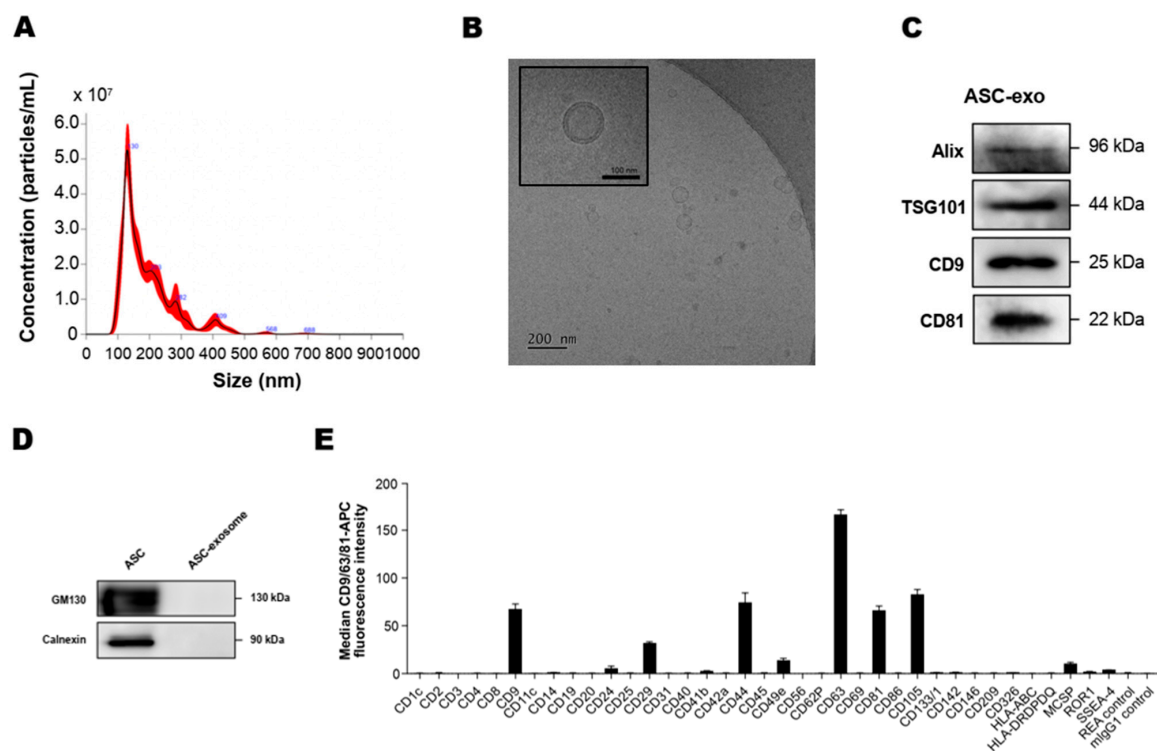 A
x 10⁷
Concentration (particles/mL)
6.0
5.0
4.0
3.0
2.0
1.0
0
568
688
0 100 200 300 400 500 600 700 800 9001000
Size (nm)
B
100 nm
200 nm
C
ASC-exo
Alix
96 kDa
TSG101
44 kDa
CD9
25 kDa
CD81
22 kDa
D
ASC
ASC-exosome
GM130
130 kDa
Calnexin
90 kDa
E
Median CD9/63/81-APC
fluorescence intensity
200
150
100
50
0
CD1c
CD2
CD3
CD4
CD8
CD9
CD11c
CD14
CD19
CD20
CD24
CD25
CD29
CD31
CD40
CD41b
CD42a
CD44
CD45
CD49e
CD56
CD62P
CD63
CD69
CD81
CD86
CD105
CD133/1
CD142
CD146
CD209
CD326
HLA-ABC
HLA-DRDPDQ
MCSP
ROR1
SSEA-4
REA control
mIgG1 control